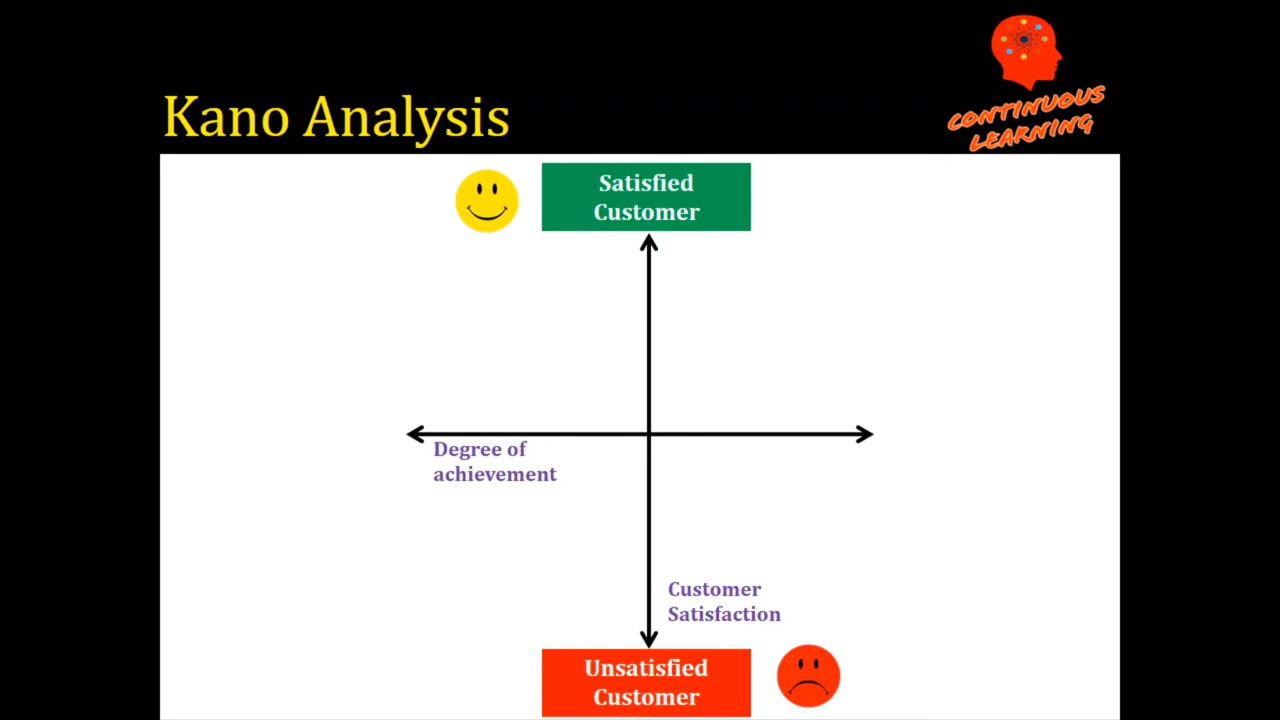 CONTINUOUS
LEARNING
Kano Analysis
Satisfied
Customer
Degree of
achievement
Customer
Satisfaction
Unsatisfied
Customer